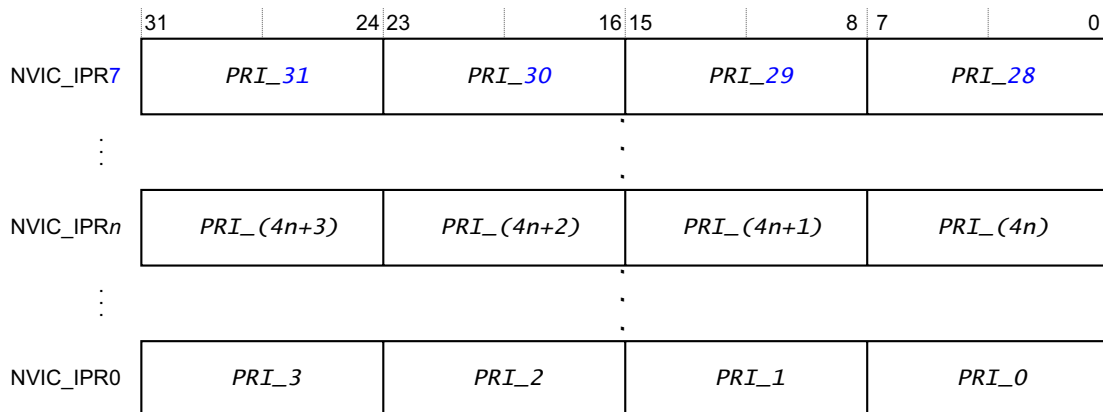 31 24 23 16 15 8 7 0
NVIC_IPR7 PRI_31 PRI_30 PRI_29 PRI_28
NVIC_IPRn PRI_(4n+3) PRI_(4n+2) PRI_(4n+1) PRI_(4n)
NVIC_IPR0 PRI_3 PRI_2 PRI_1 PRI_0